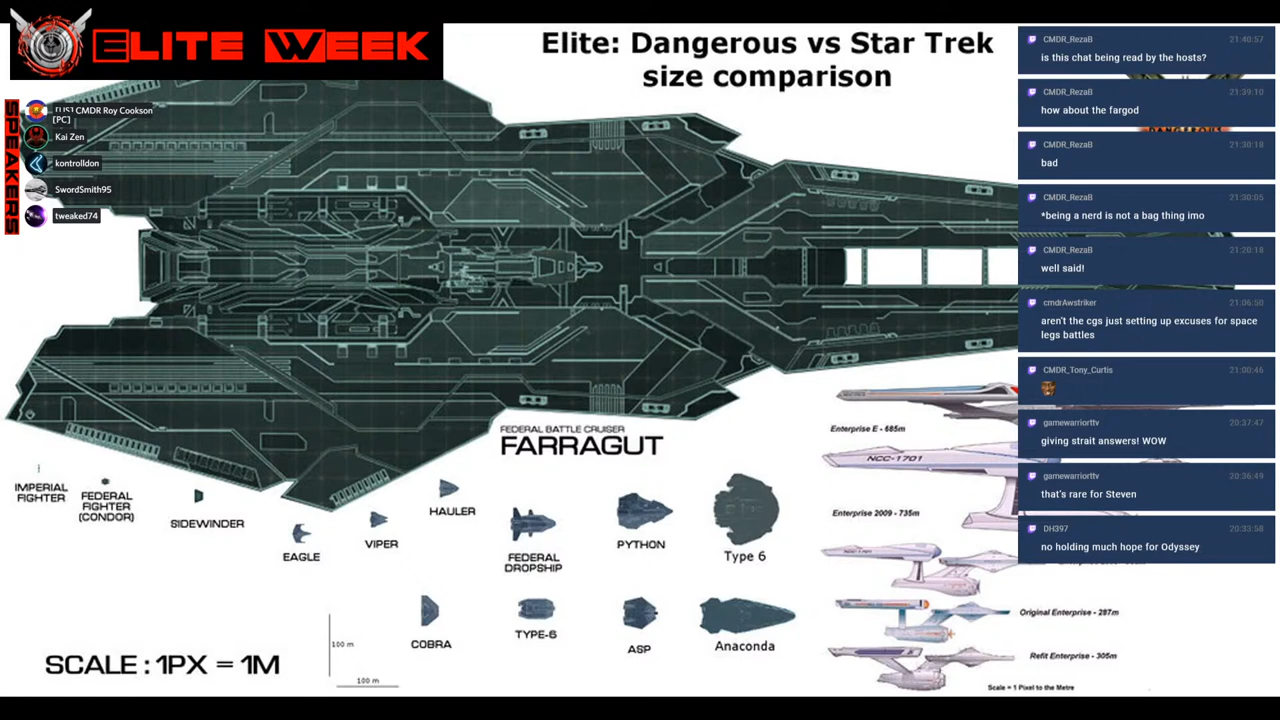 ELITE WEEK
Elite: Dangerous vs Star Trek
size comparison
SPEAKERS
[US] CMDR Roy Cookson
[PC]
Kai Zen
kontrolldon
SwordSmith95
tweaked74
CMDR_RezaB 21:40:57
is this chat being read by the hosts?
CMDR_RezaB 21:39:10
how about the fargod
CMDR_RezaB 21:30:18
bad
CMDR_RezaB 21:30:05
*being a nerd is not a bag thing imo
CMDR_RezaB 21:20:18
well said!
cmdrAwstriker 21:06:50
aren't the cgs just setting up excuses for space
legs battles
CMDR_Tony_Curtis 21:00:46
gamewarriorttv 20:37:47
giving strait answers! WOW
gamewarriorttv 20:36:49
that's rare for Steven
DH397 20:33:58
no holding much hope for Odyssey
FEDERAL BATTLE CRUISER
FARRAGUT
IMPERIAL
FIGHTER
FEDERAL
FIGHTER
(CONDOR)
SIDEWINDER
EAGLE
VIPER
HAULER
FEDERAL
DROPSHIP
PYTHON
Type 6
COBRA
TYPE-6
ASP
Anaconda
100 m
100 m
SCALE : 1PX = 1M
Enterprise E - 685m
NCC-1701
Enterprise 2009 - 735m
Original Enterprise - 287m
Refit Enterprise - 305m
Scale = 1 Pixel to the Metre